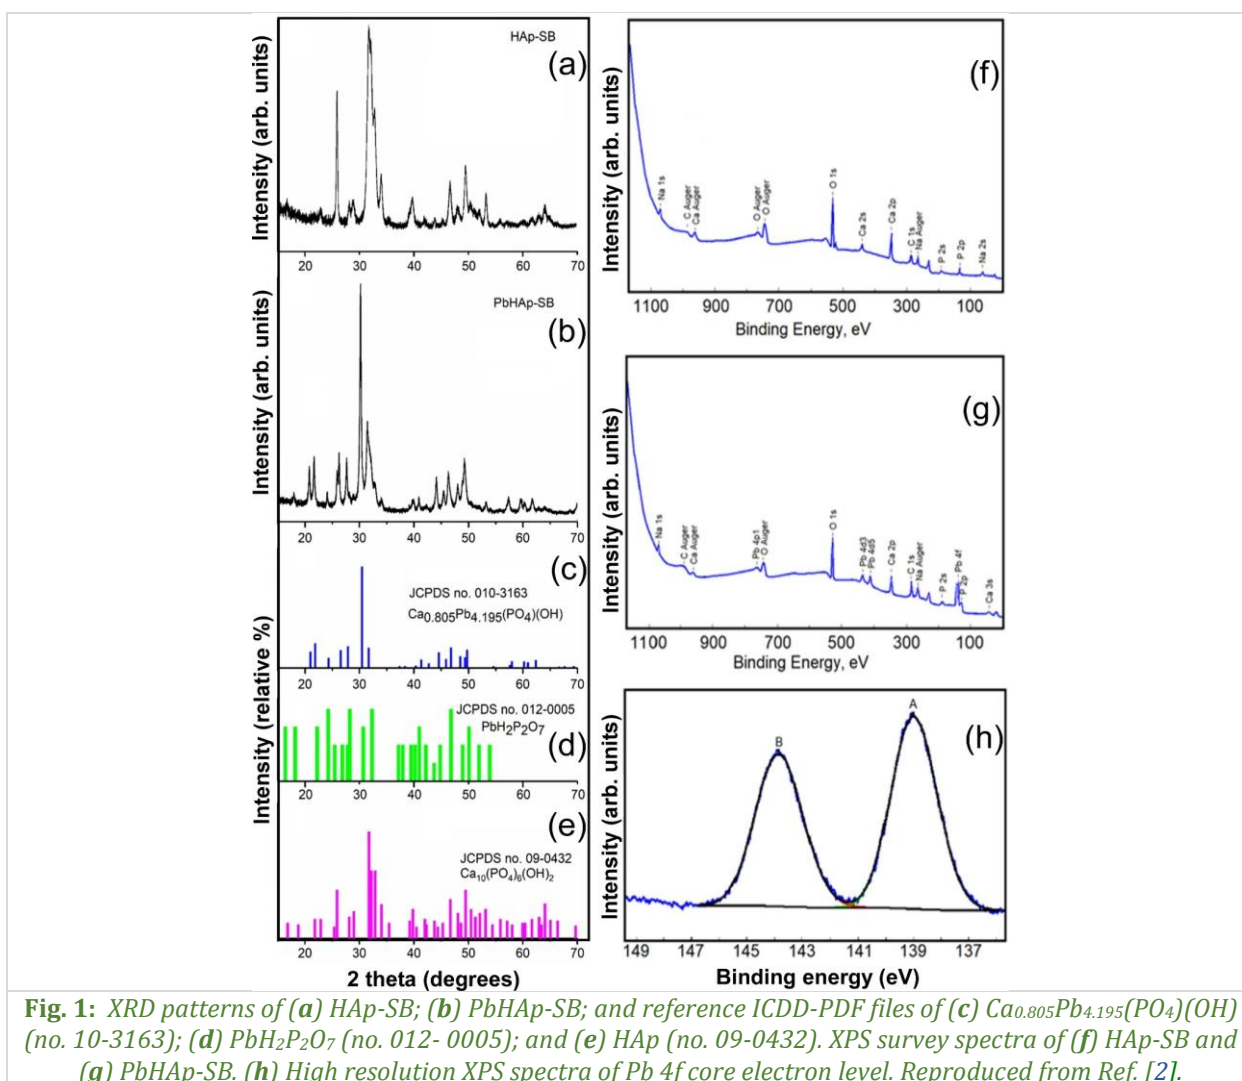 HAp-SB
(a)
Intensity (arb. units)
20 30 40 50 60 70
PbHAp-SB
(b)
Intensity (arb. units)
20 30 40 50 60 70
(c)
JCPDS no. 010-3163
Ca0.805Pb4.195(PO4)(OH)
20 30 40 50 60 70
JCPDS no. 012-0005
PbH2P2O7
(d)
Intensity (relative %)
20 30 40 50 60 70
(e)
JCPDS no. 09-0432
Ca10(PO4)6(OH)2
20 30 40 50 60 70
2 theta (degrees)
(f)
Intensity (arb. units)
Na 1s
C Auger
Ca Auger
O Auger
O Auger
O 1s
Ca 2s
Ca 2p
C 1s
Na Auger
P 2s
P 2p
Na 2s
1100 900 700 500 300 100
Binding Energy, eV
(g)
Intensity (arb. units)
Na 1s
C Auger
Ca Auger
Pb 4p1
O Auger
O 1s
Pb 4d3
Pb 4d5
Ca 2p
C 1s
Na Auger
P 2s
Pb 4f
P 2p
Ca 3s
1100 900 700 500 300 100
Binding Energy, eV
(h)
Intensity (arb. units)
B
A
149 147 145 143 141 139 137
Binding energy (eV)
Fig. 1: XRD patterns of (a) HAp-SB; (b) PbHAp-SB; and reference ICDD-PDF files of (c) Ca0.805Pb4.195(PO4)(OH)
(no. 10-3163); (d) PbH2P2O7 (no. 012- 0005); and (e) HAp (no. 09-0432). XPS survey spectra of (f) HAp-SB and
(g) PbHAp-SB. (h) High resolution XPS spectra of Pb 4f core electron level. Reproduced from Ref. [2].